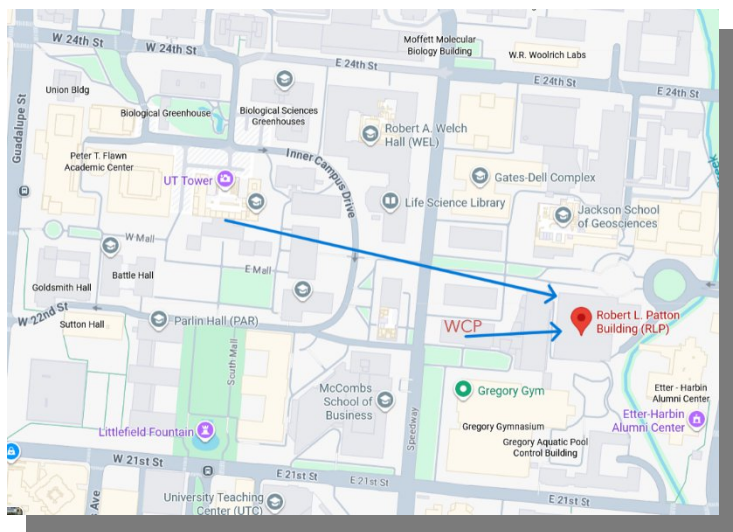 W 24th St
W 24th St
E 24th St
Moffett Molecular
Biology Building
W.R. Woolrich Labs
E 24th St
E 24th St
Union Bldg
Guadalupe St
Biological Greenhouse
Biological Sciences
Greenhouses
Robert A. Welch
Hall (WEL)
Peter T. Flawn
Academic Center
Inner Campus Drive
UT Tower
Gates-Dell Complex
Life Science Library
Jackson School
of Geosciences
Creek
W Mall
E Mall
Battle Hall
Goldsmith Hall
W 22nd St
Sutton Hall
Parlin Hall (PAR)
WCP
Robert L. Patton
Building (RLP)
South Mall
McCombs
School of
Business
Speedway
Gregory Gym
Gregory Gymnasium
Gregory Aquatic Pool
Control Building
Etter - Harbin
Alumni Center
Etter-Harbin
Alumni Center
Littlefield Fountain
W 21st St
E 21st St
E 21st St
University Teaching
Center (UTC)
s Ave